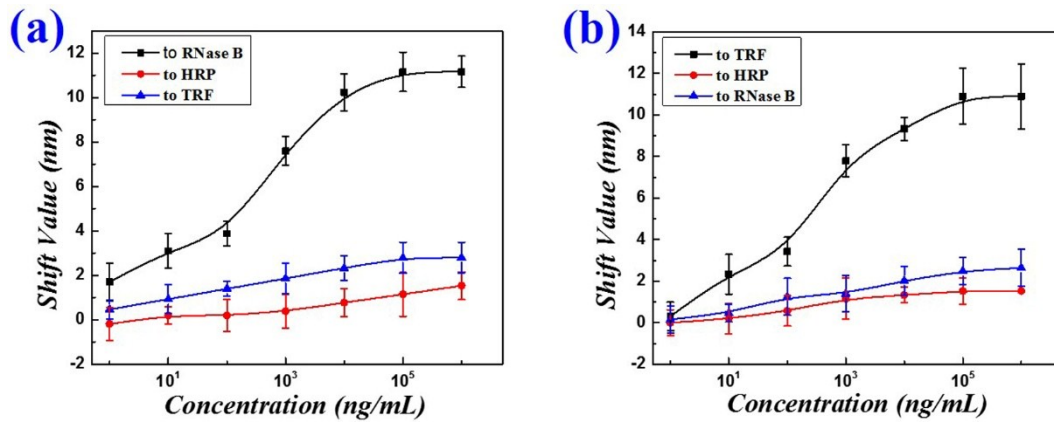 (a)
to RNase B
to HRP
to TRF
12
10
8
6
4
2
0
-2
Shift Value (nm)
10¹
10³
10⁵
Concentration (ng/mL)
(b)
to TRF
to HRP
to RNase B
14
12
10
8
6
4
2
0
-2
Shift Value (nm)
10¹
10³
10⁵
Concentration (ng/mL)